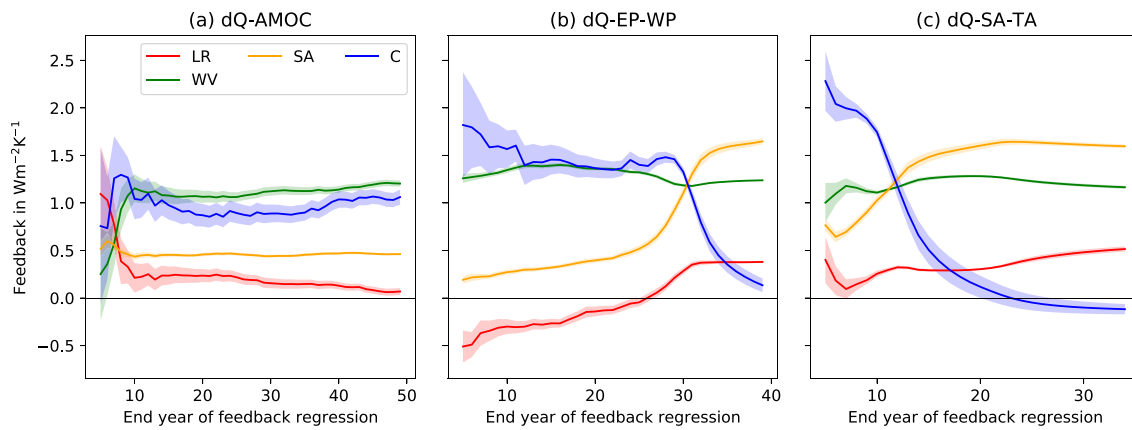 (a) dQ-AMOC
(b) dQ-EP-WP
(c) dQ-SA-TA
LR
SA
C
WV
Feedback in Wm−2K−1
2.5
2.0
1.5
1.0
0.5
0.0
−0.5
10 20 30 40 50
10 20 30 40
10 20 30
End year of feedback regression
End year of feedback regression
End year of feedback regression